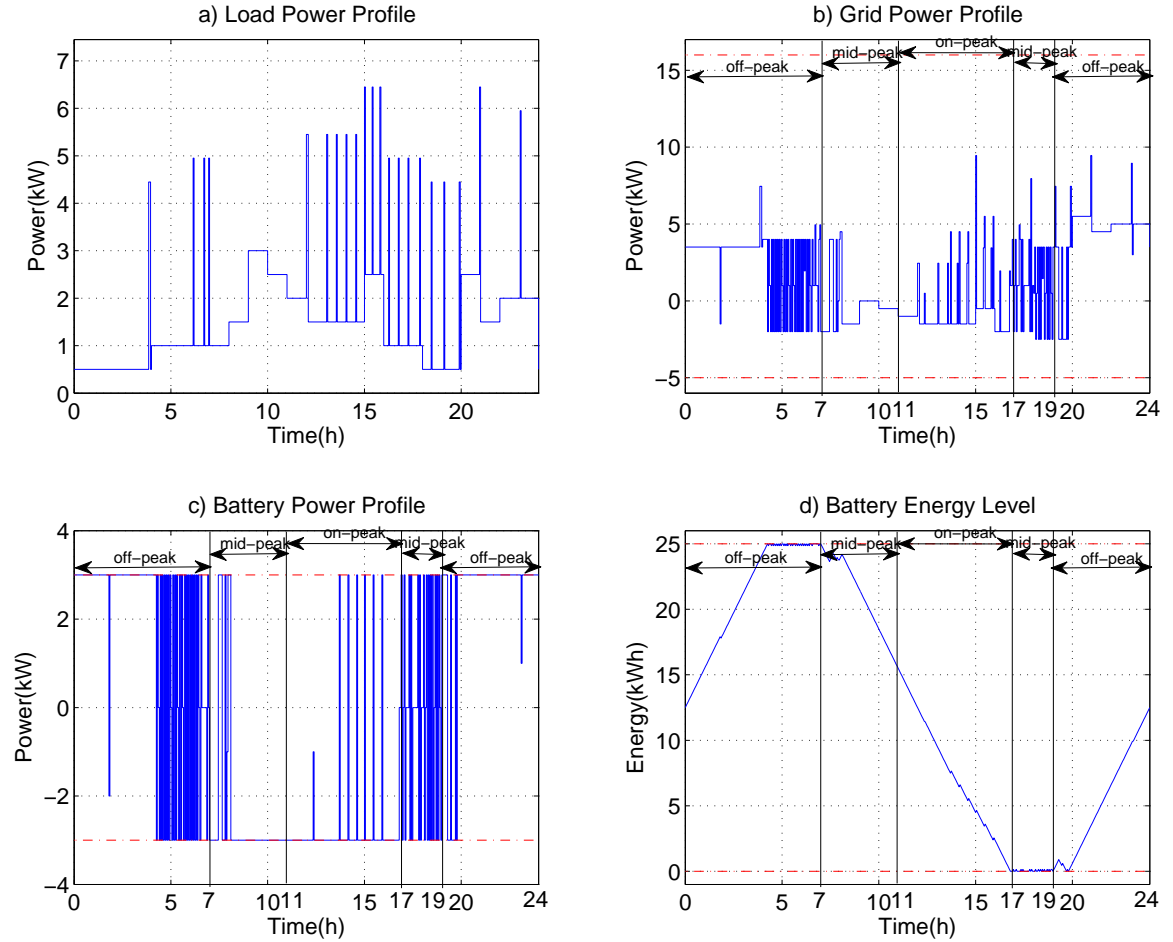 a) Load Power Profile
7
6
5
4
3
2
1
0
0 5 10 15 20
Power(kW)
Time(h)
b) Grid Power Profile
off−peak mid−peak on−peak mid−peak off−peak
15
10
5
0
−5
0 5 7 10 11 15 17 19 20 24
Power(kW)
Time(h)
c) Battery Power Profile
off−peak mid−peak on−peak mid−peak off−peak
4
2
0
−2
−4
0 5 7 10 11 15 17 19 20 24
Power(kW)
Time(h)
d) Battery Energy Level
off−peak mid−peak on−peak mid−peak off−peak
25
20
15
10
5
0
0 5 7 10 11 15 17 19 20 24
Energy(kWh)
Time(h)